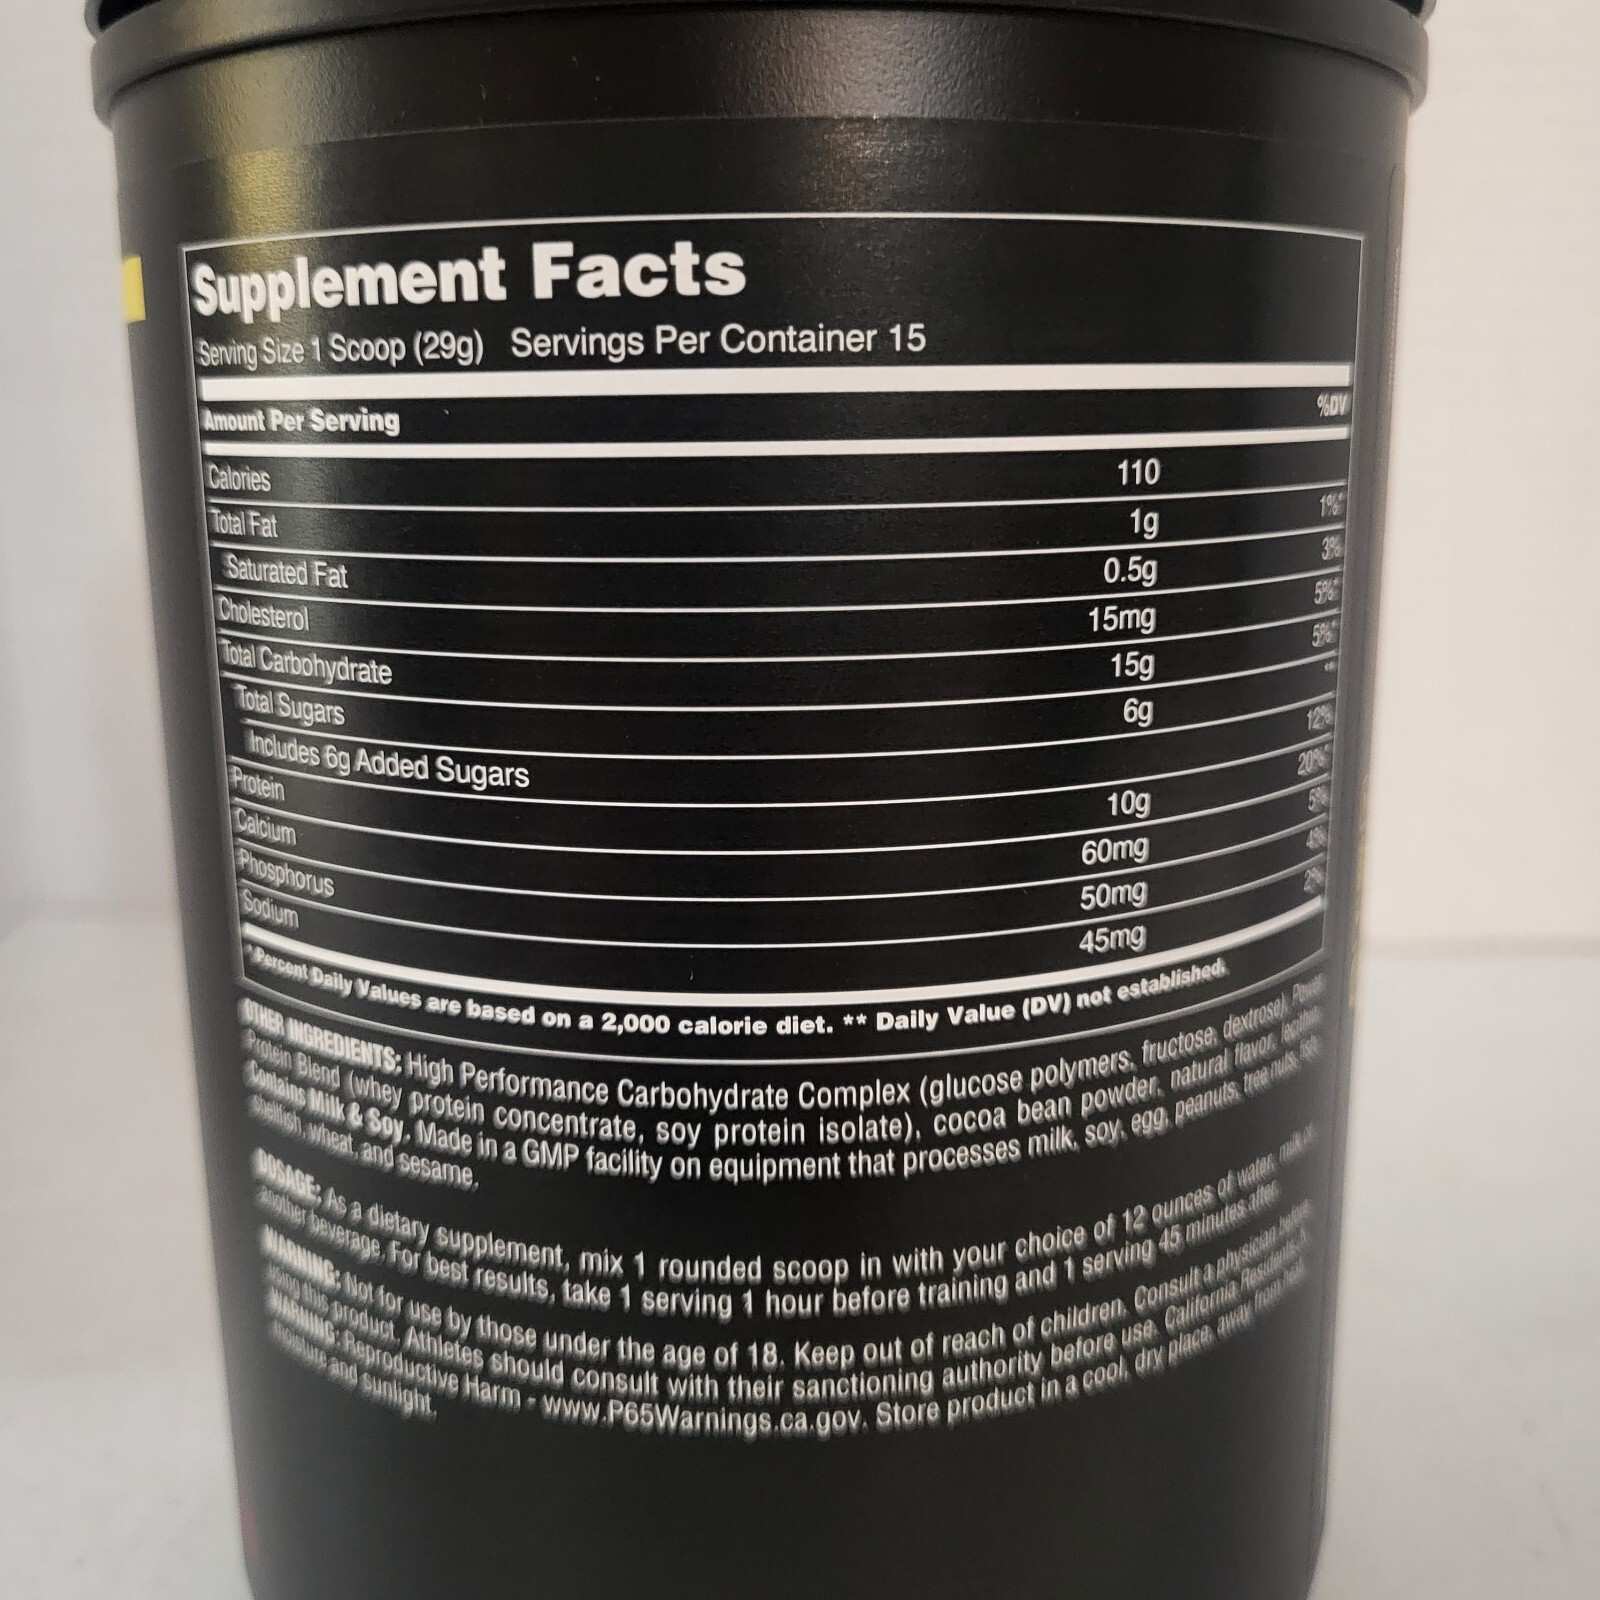 Supplement Facts
Serving Size 1 Scoop (29g) Servings Per Container 15
Amount Per Serving %DV
Calories 110
Total Fat 1g 1%*
Saturated Fat 0.5g 3%
Cholesterol 15mg 5%*
Total Carbohydrate 15g 5%*
Total Sugars 6g **
Includes 6g Added Sugars 12%
Protein 10g 20%*
Calcium 60mg 5%
Phosphorus 50mg 4%
Sodium 45mg 2%
*Percent Daily Values are based on a 2,000 calorie diet. ** Daily Value (DV) not established.
OTHER INGREDIENTS: High Performance Carbohydrate Complex (glucose polymers, fructose, dextrose), Power
Protein Blend (whey protein concentrate, soy protein isolate), cocoa bean powder, natural flavor, lecithin.
Contains Milk & Soy. Made in a GMP facility on equipment that processes milk, soy, egg, peanuts, tree nuts, fish,
shellfish, wheat, and sesame.
DOSAGE: As a dietary supplement, mix 1 rounded scoop in with your choice of 12 ounces of water, milk or
another beverage. For best results, take 1 serving 1 hour before training and 1 serving 45 minutes after.
WARNING: Not for use by those under the age of 18. Keep out of reach of children. Consult a physician before
using this product. Athletes should consult with their sanctioning authority before use. California Residents
WARNING: Reproductive Harm - www.P65Warnings.ca.gov. Store product in a cool, dry place, away from heat,
moisture and sunlight.